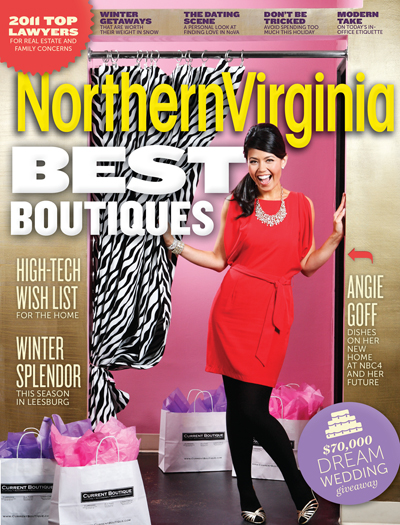 2011 TOP
LAWYERS
FOR REAL ESTATE AND
FAMILY CONCERNS
WINTER
GETAWAYS
THAT ARE WORTH
THEIR WEIGHT IN SNOW
THE DATING
SCENE
A PERSONAL LOOK AT
FINDING LOVE IN NoVA
DON'T BE
TRICKED
AVOID SPENDING TOO
MUCH THIS HOLIDAY
MODERN
TAKE
ON TODAY'S IN-
OFFICE ETIQUETTE
NorthernVirginia
BEST
BOUTIQUES
HIGH-TECH
WISH LIST
FOR THE HOME
WINTER
SPLENDOR
THIS SEASON
IN LEESBURG
ANGIE
GOFF
DISHES
ON HER
NEW
HOME AT
NBC4
AND HER
FUTURE
$70,000
DREAM
WEDDING
giveaway
CURRENT BOUTIQUE
CURRENT BOUTIQUE